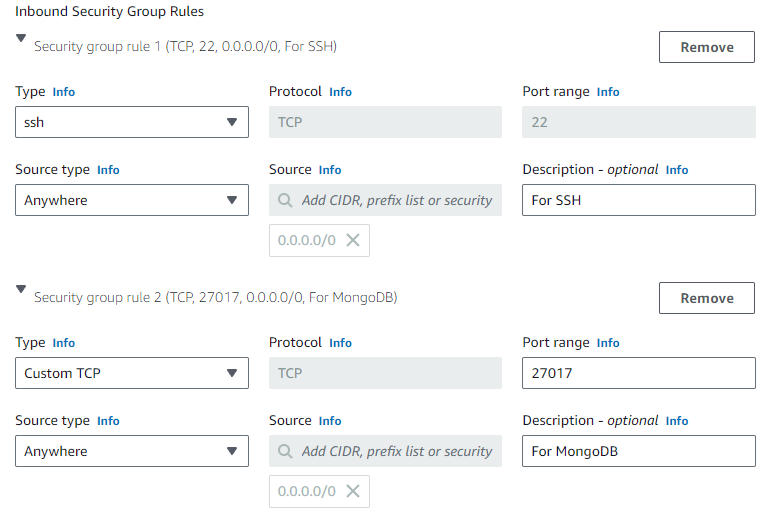 Inbound Security Group Rules
Security group rule 1 (TCP, 22, 0.0.0.0/0, For SSH)
Remove
Type Info
Protocol Info
Port range Info
ssh
TCP
22
Source type Info
Source Info
Description - optional Info
Anywhere
Add CIDR, prefix list or security
For SSH
0.0.0.0/0
Security group rule 2 (TCP, 27017, 0.0.0.0/0, For MongoDB)
Remove
Type Info
Protocol Info
Port range Info
Custom TCP
TCP
27017
Source type Info
Source Info
Description - optional Info
Anywhere
Add CIDR, prefix list or security
For MongoDB
0.0.0.0/0